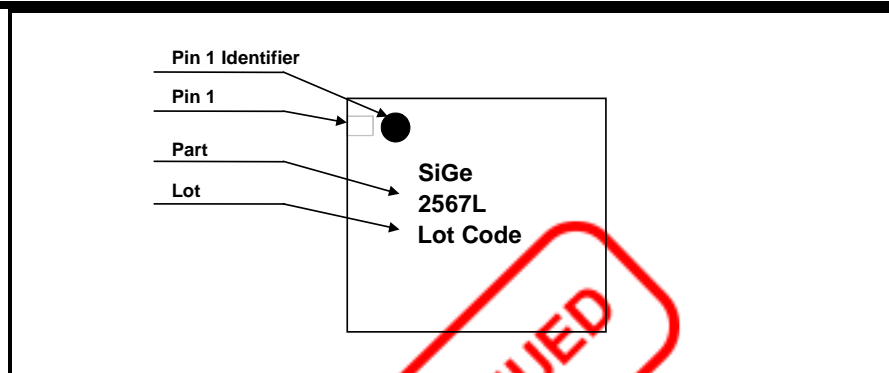 Pin 1 Identifier
Pin 1
Part
Lot
SiGe
2567L
Lot Code